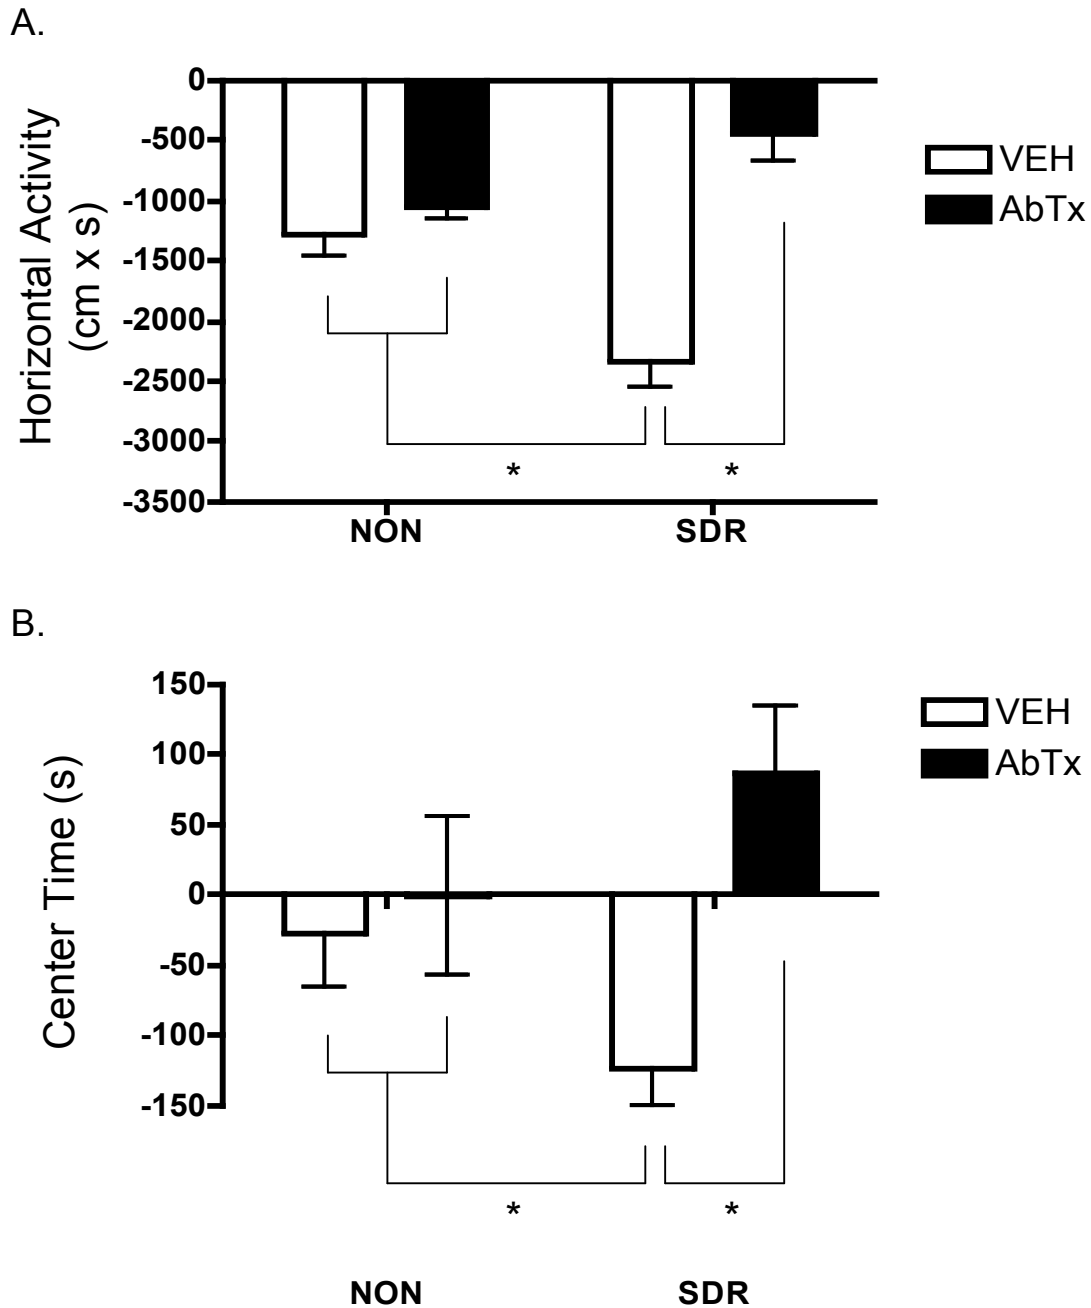 A.
Horizontal Activity
(cm x s)
0
-500
-1000
-1500
-2000
-2500
-3000
-3500
VEH
AbTx
*
*
NON
SDR
B.
Center Time (s)
150
100
50
0
-50
-100
-150
VEH
AbTx
*
*
NON
SDR